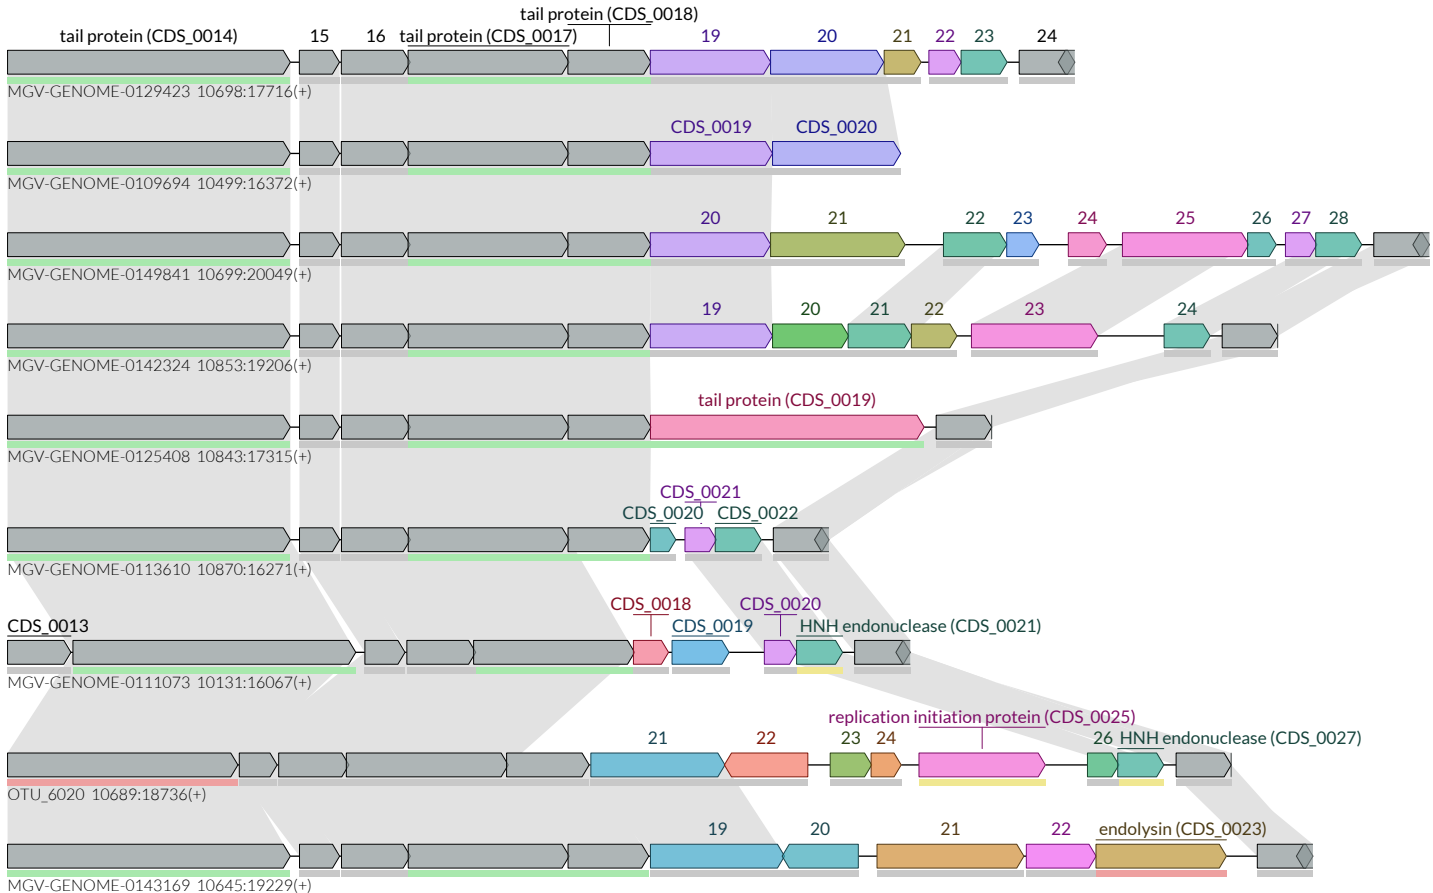 tail protein (CDS_0018)
tail protein (CDS_0014) 15 16 tail protein (CDS_0017) 19 20 21 22 23 24
MGV-GENOME-0129423 10698:17716(+)
CDS_0019 CDS_0020
MGV-GENOME-0109694 10499:16372(+)
20 21 22 23 24 25 26 27 28
MGV-GENOME-0149841 10699:20049(+)
19 20 21 22 23 24
MGV-GENOME-0142324 10853:19206(+)
tail protein (CDS_0019)
MGV-GENOME-0125408 10843:17315(+)
CDS_0021
CDS_0020 CDS_0022
MGV-GENOME-0113610 10870:16271(+)
CDS_0018 CDS_0020
CDS_0013 CDS_0019 HNH endonuclease (CDS_0021)
MGV-GENOME-0111073 10131:16067(+)
replication initiation protein (CDS_0025)
21 22 23 24 26 HNH endonuclease (CDS_0027)
OTU_6020 10689:18736(+)
19 20 21 22 endolysin (CDS_0023)
MGV-GENOME-0143169 10645:19229(+)